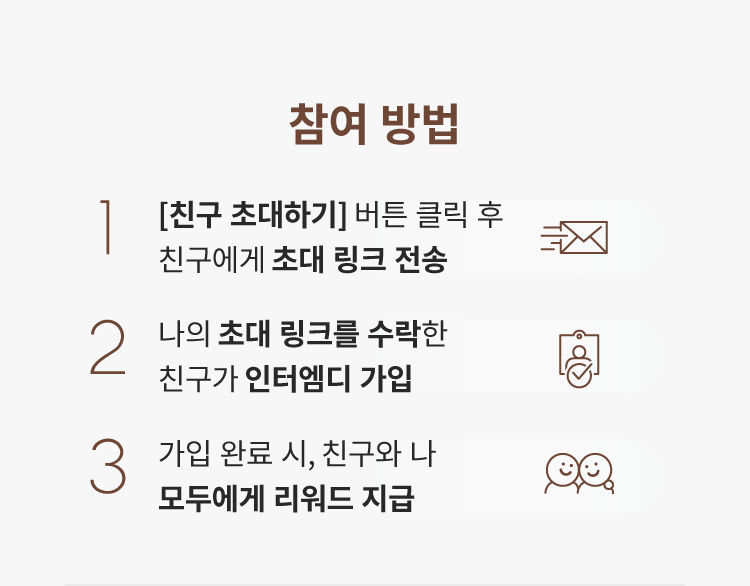 참여 방법
1
[친구 초대하기] 버튼 클릭 후
친구에게 초대 링크 전송
2
나의 초대 링크를 수락한
친구가 인터엠디 가입
3
가입 완료 시, 친구와 나
모두에게 리워드 지급